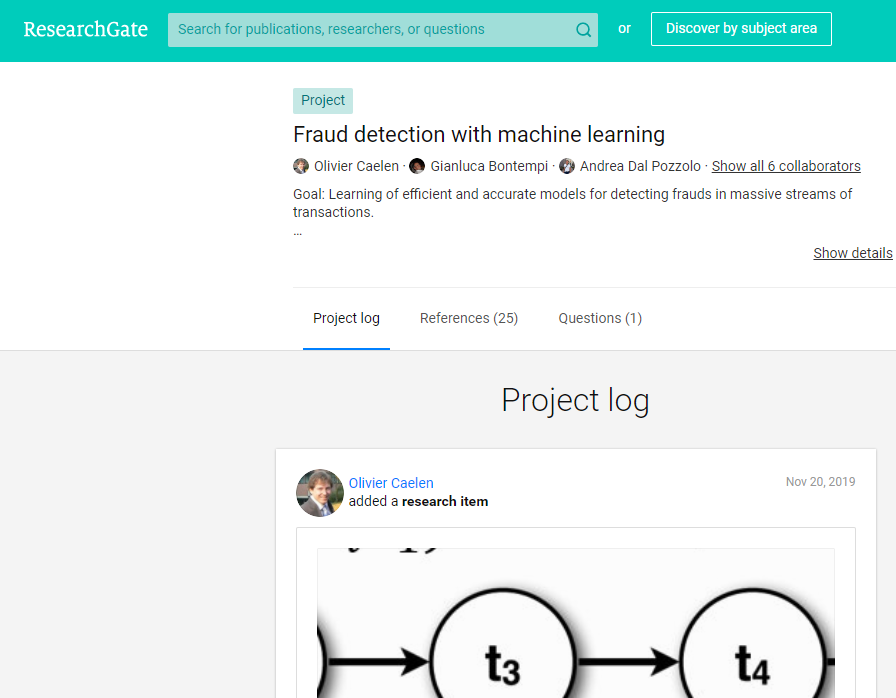 ResearchGate Search for publications, researchers, or questions or Discover by subject area
Project
Fraud detection with machine learning
Olivier Caelen · Gianluca Bontempi · Andrea Dal Pozzolo · Show all 6 collaborators
Goal: Learning of efficient and accurate models for detecting frauds in massive streams of
transactions.
...
Show details
Project log References (25) Questions (1)
Project log
Olivier Caelen Nov 20, 2019
added a research item
t3 t4